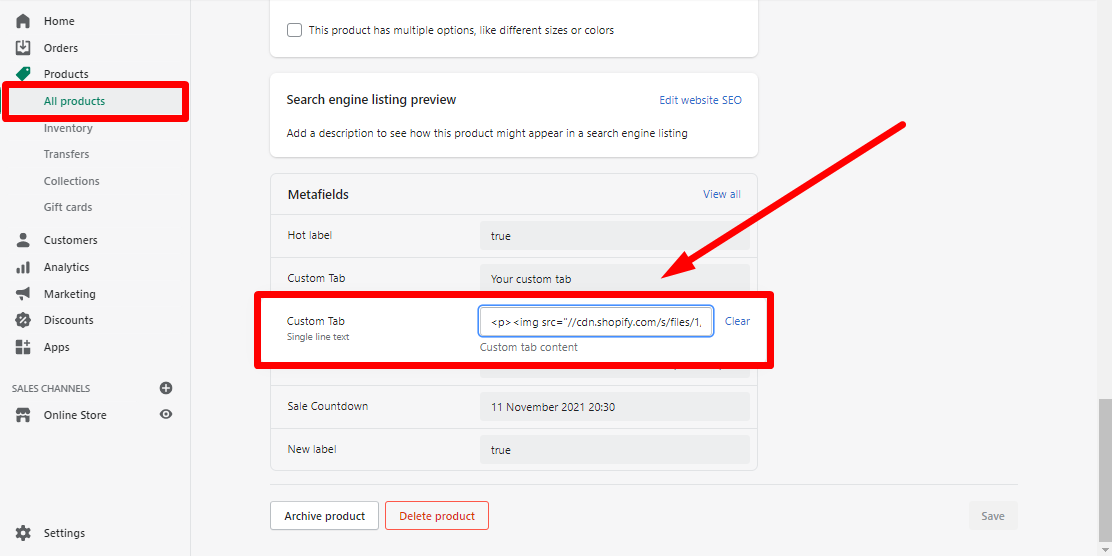 Home
Orders
Products
All products
Inventory
Transfers
Collections
Gift cards
Customers
Analytics
Marketing
Discounts
Apps
SALES CHANNELS
Online Store
Settings
This product has multiple options, like different sizes or colors
Search engine listing preview
Edit website SEO
Add a description to see how this product might appear in a search engine listing
Metafields
View all
Hot label
true
Custom Tab
Your custom tab
Custom Tab
Single line text
<p><img src="//cdn.shopify.com/s/files/1,
Clear
Custom tab content
Sale Countdown
11 November 2021 20:30
New label
true
Archive product
Delete product
Save